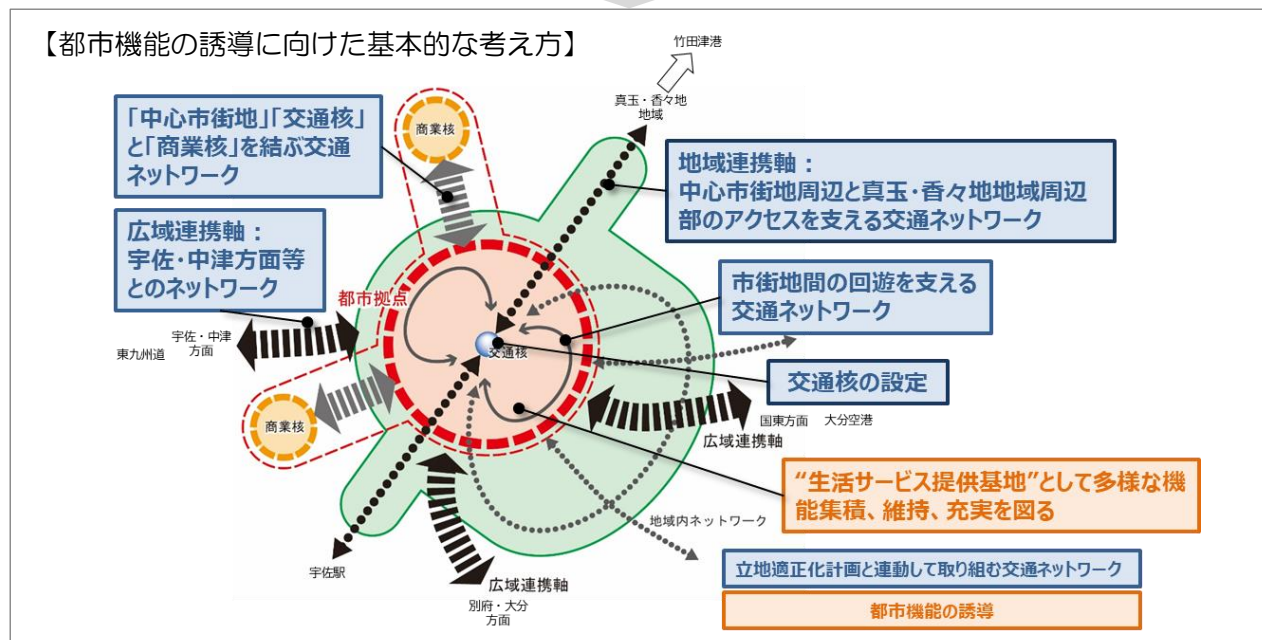 【都市機能の誘導に向けた基本的な考え方】
竹田津港
真玉・香々地
地域
「中心市街地」「交通核」
と「商業核」を結ぶ交通
ネットワーク
商業核
地域連携軸：
中心市街地周辺と真玉・香々地地域周辺
部のアクセスを支える交通ネットワーク
広域連携軸：
宇佐・中津方面等
とのネットワーク
都市拠点
市街地間の回遊を支える
交通ネットワーク
東九州道
宇佐・中津
方面
交通核
交通核の設定
商業核
国東方面
大分空港
広域連携軸
“生活サービス提供基地”として多様な機
能集積、維持、充実を図る
地域内ネットワーク
宇佐駅
広域連携軸
別府・大分
方面
立地適正化計画と連動して取り組む交通ネットワーク
都市機能の誘導